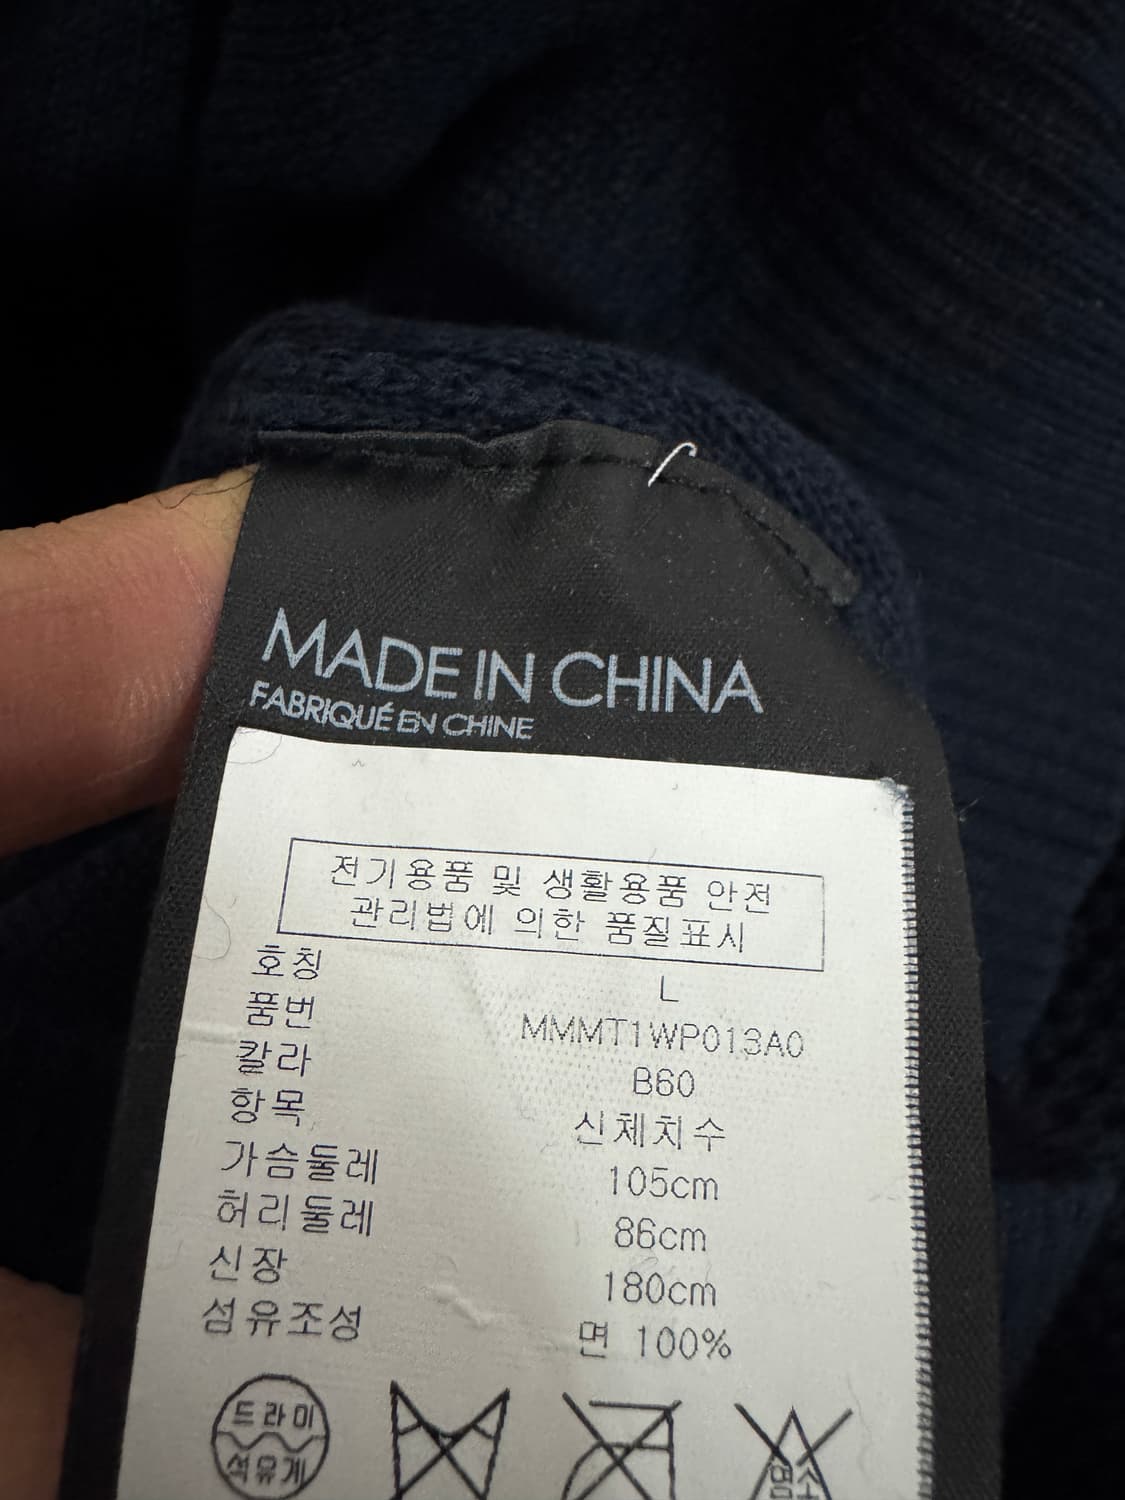 MADE IN CHINA
FABRIQUÉ EN CHINE
전기용품 및 생활용품 안전
관리법에 의한 품질표시
호칭 L
품번 MMMT1WP013A0
칼라 B60
항목 신체치수
가슴둘레 105cm
허리둘레 86cm
신장 180cm
섬유조성 면 100%
드라이
석유계
염소